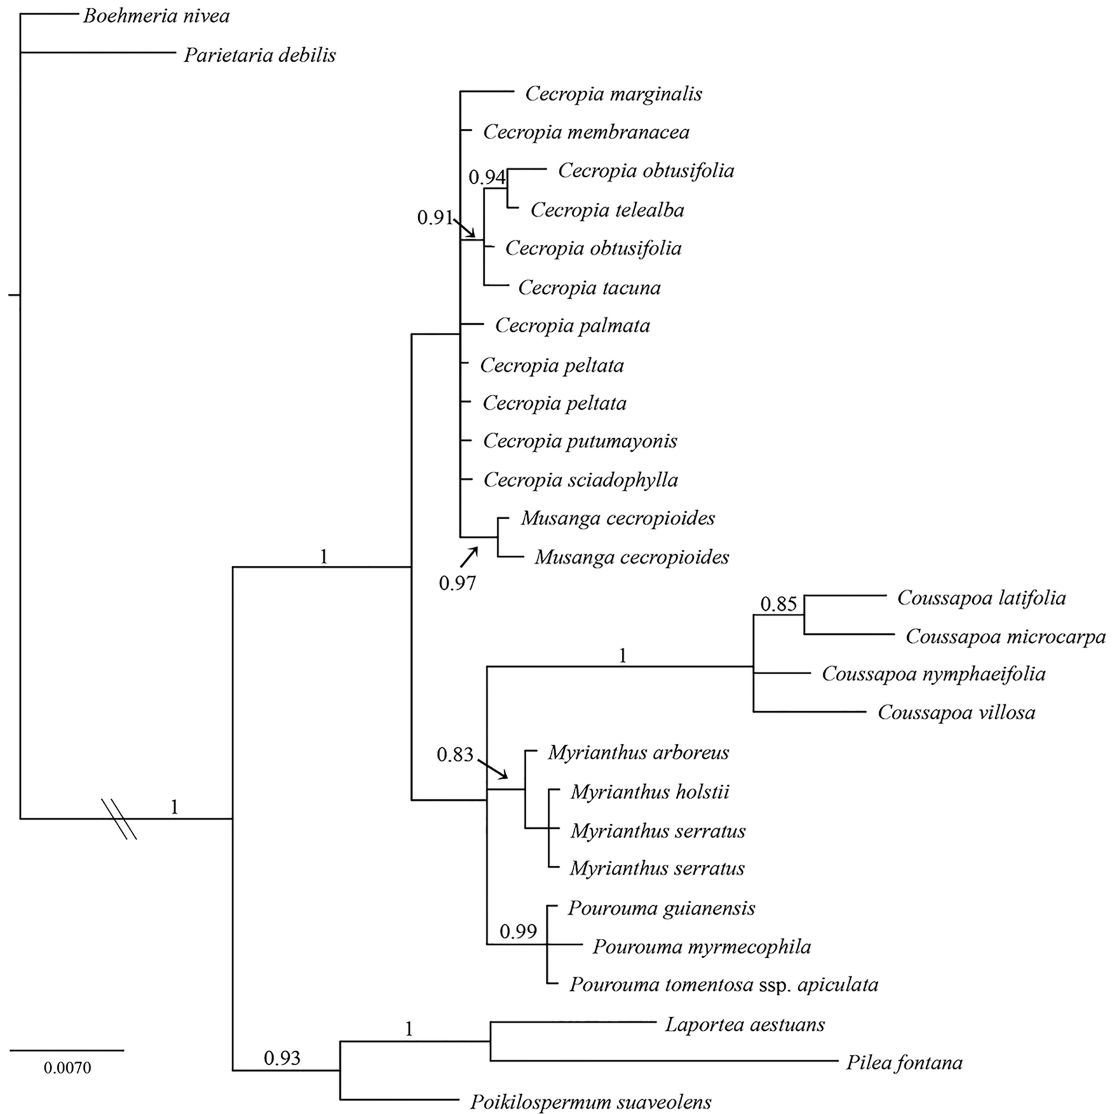 Boehmeria nivea
Parietaria debilis
Cecropia marginalis
Cecropia membranacea
Cecropia obtusifolia
0.94
Cecropia telealba
0.91
Cecropia obtusifolia
Cecropia tacuna
Cecropia palmata
Cecropia peltata
Cecropia peltata
Cecropia putumayonis
Cecropia sciadophylla
Musanga cecropioides
1
Musanga cecropioides
0.97
Coussapoa latifolia
0.85
Coussapoa microcarpa
1
Coussapoa nymphaeifolia
Coussapoa villosa
Myrianthus arboreus
0.83
Myrianthus holstii
1
Myrianthus serratus
Myrianthus serratus
Pourouma guianensis
0.99
Pourouma myrmecophila
Pourouma tomentosa ssp. apiculata
Laportea aestuans
1
0.93
Pilea fontana
0.0070
Poikilospermum suaveolens